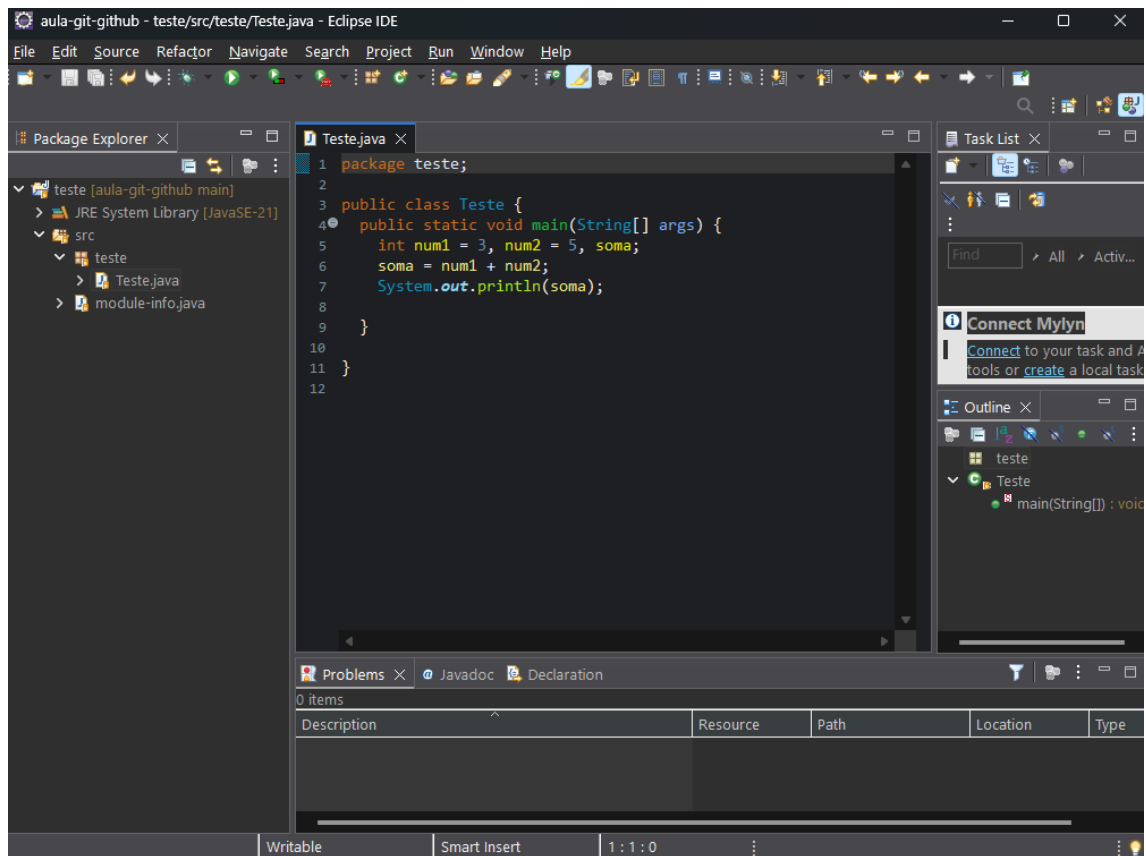 aula-git-github - teste/src/teste/Teste.java - Eclipse IDE
File Edit Source Refactor Navigate Search Project Run Window Help
Package Explorer
teste [aula-git-github main]
JRE System Library [JavaSE-21]
src
teste
Teste.java
module-info.java
Teste.java
1 package teste;
2
3 public class Teste {
4 public static void main(String[] args) {
5 int num1 = 3, num2 = 5, soma;
6 soma = num1 + num2;
7 System.out.println(soma);
8
9 }
10
11 }
12
Task List
Find All Activ...
Connect Mylyn
Connect to your task and A
tools or create a local task
Outline
teste
Teste
main(String[]) : voic
Problems Javadoc Declaration
0 items
Description Resource Path Location Type
Writable Smart Insert 1 : 1 : 0